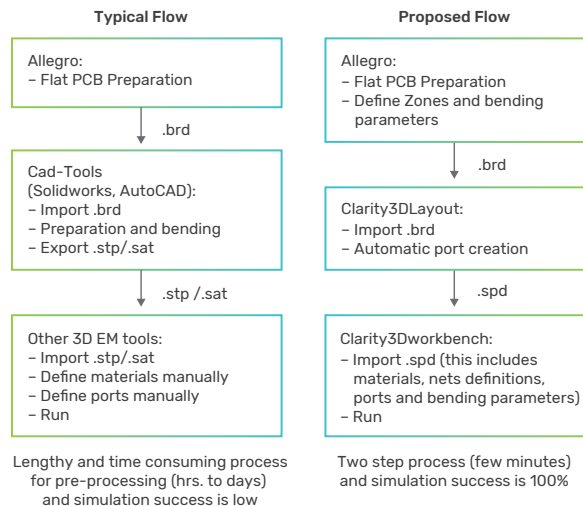 Typical Flow
Allegro:
– Flat PCB Preparation
.brd
Cad-Tools
(Solidworks, AutoCAD):
– Import .brd
– Preparation and bending
– Export .stp/.sat
.stp /.sat
Other 3D EM tools:
– Import .stp/.sat
– Define materials manually
– Define ports manually
– Run
Lengthy and time consuming process
for pre-processing (hrs. to days)
and simulation success is low
Proposed Flow
Allegro:
– Flat PCB Preparation
– Define Zones and bending
parameters
.brd
Clarity3DLayout:
– Import .brd
– Automatic port creation
.spd
Clarity3Dworkbench:
– Import .spd (this includes
materials, nets definitions,
ports and bending parameters)
– Run
Two step process (few minutes)
and simulation success is 100%